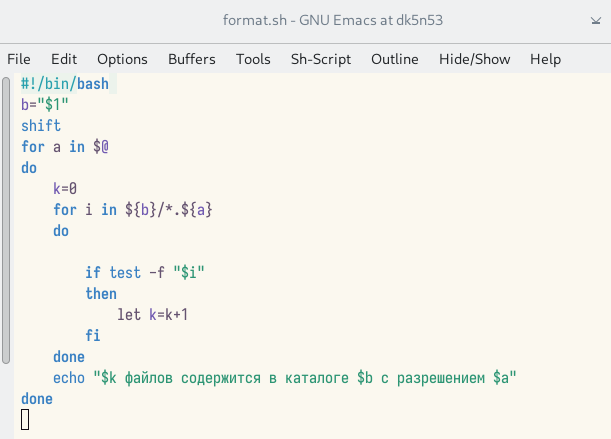 format.sh - GNU Emacs at dk5n53
File Edit Options Buffers Tools Sh-Script Outline Hide/Show Help
#!/bin/bash
b="$1"
shift
for a in $@
do
    k=0
    for i in ${b}/*.${a}
    do

        if test -f "$i"
        then
            let k=k+1
        fi
    done
    echo "$k файлов содержится в каталоге $b с разрешением $a"
done